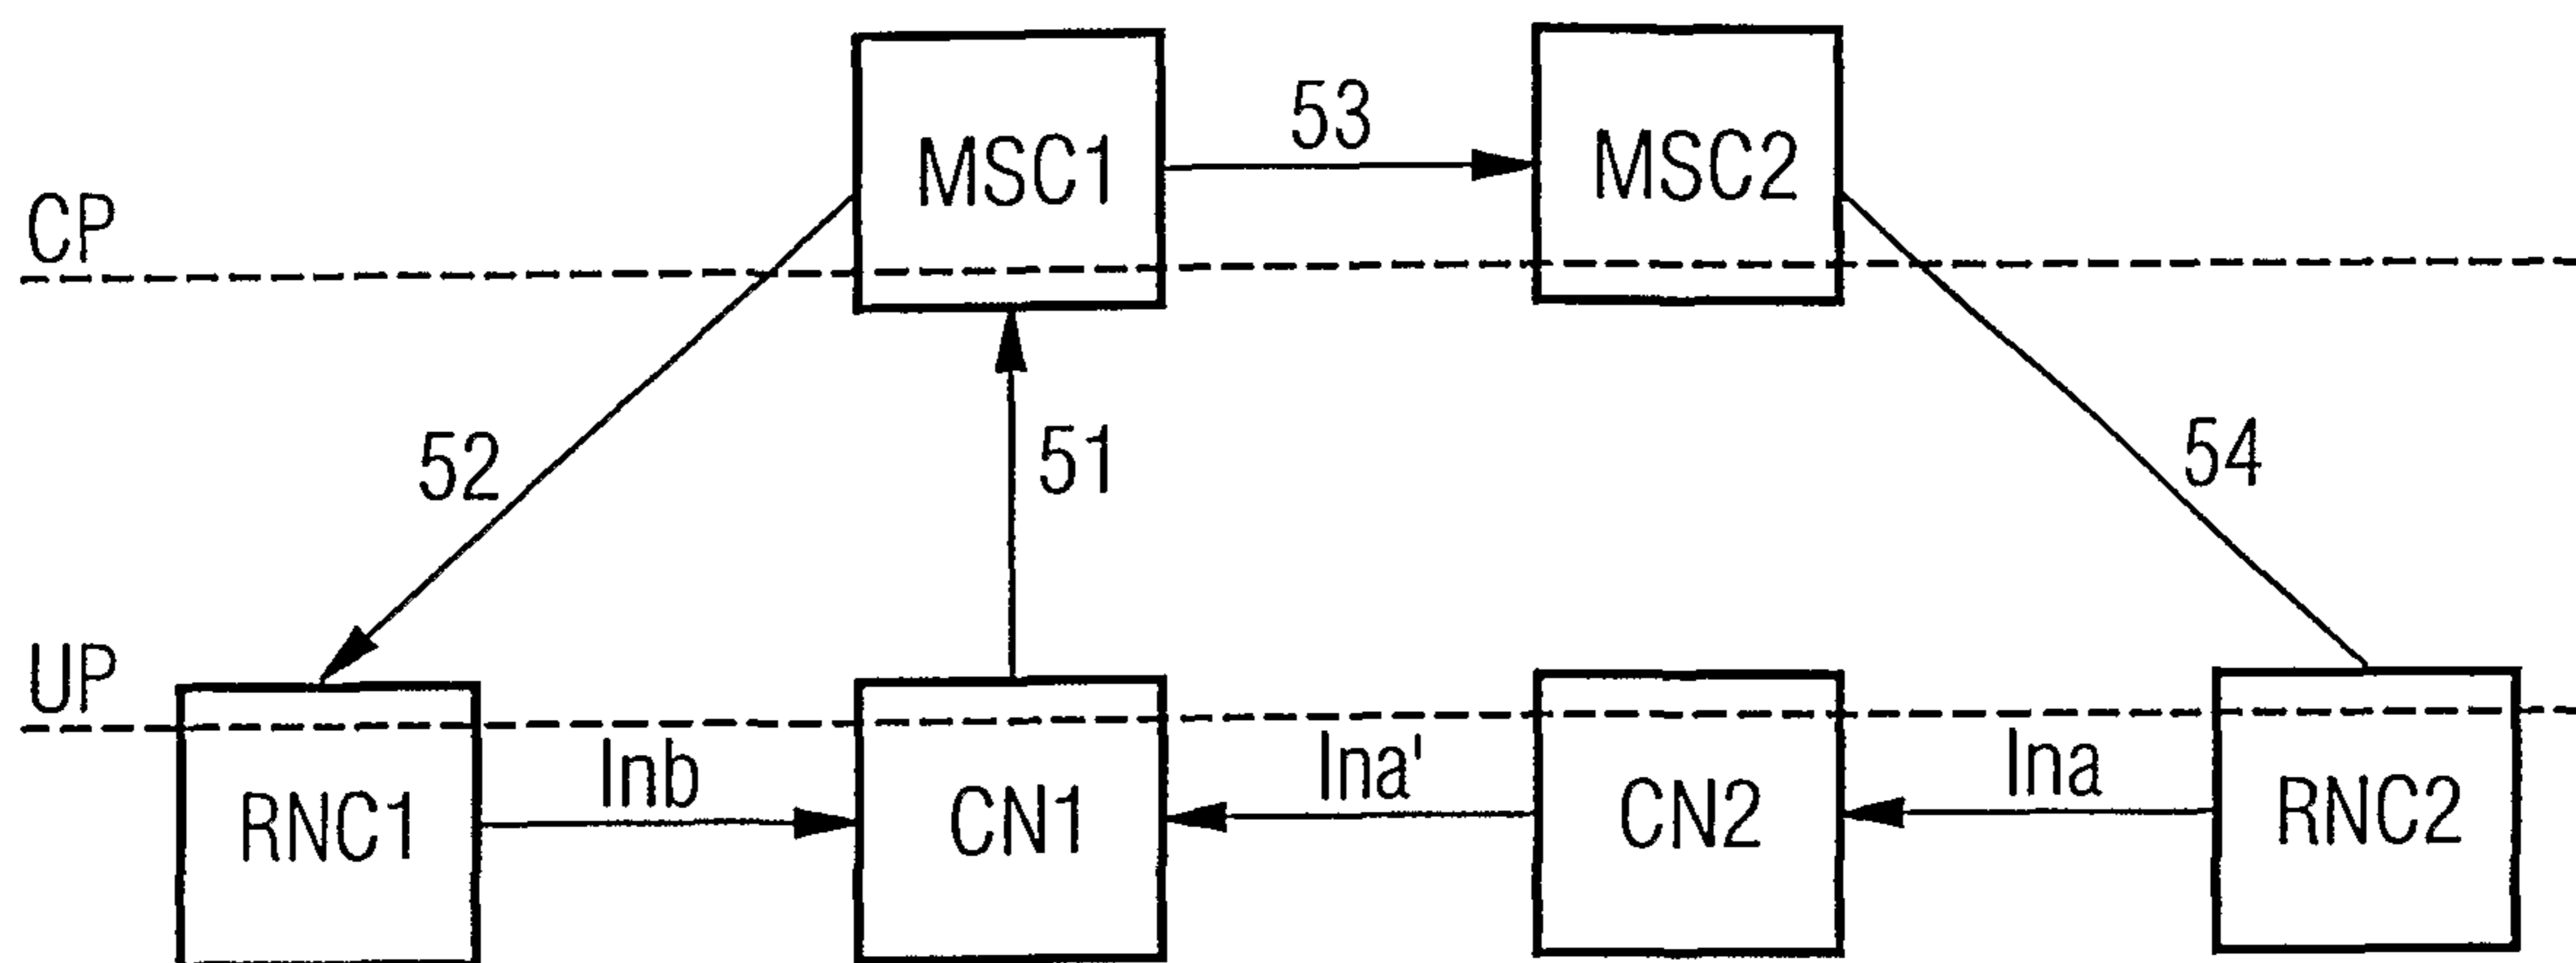 MSC1
53
MSC2
CP
52
51
54
UP
RNC1
Inb
CN1
Ina'
CN2
Ina
RNC2